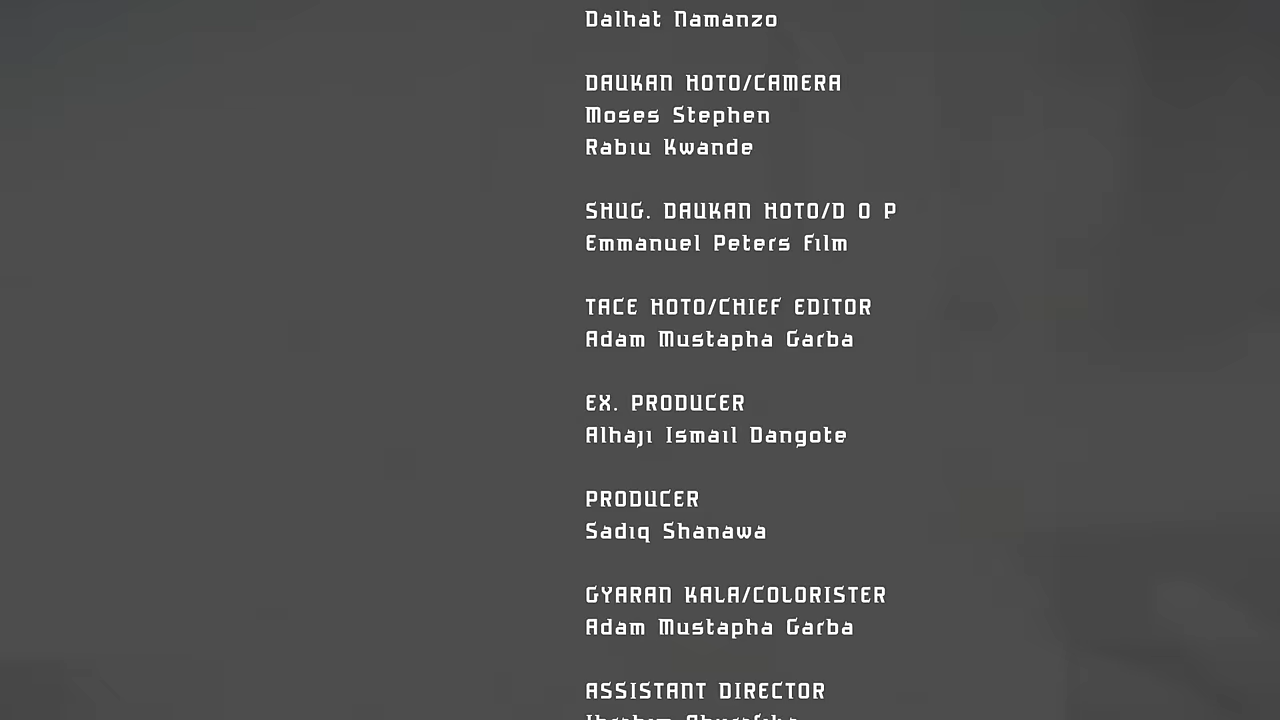 Dalhat Namanzo
DAUKAN HOTO/CAMERA
Moses Stephen
Rabiu Kwande
SHUG. DAUKAN HOTO/D O P
Emmanuel Peters Film
TACE HOTO/CHIEF EDITOR
Adam Mustapha Garba
EX. PRODUCER
Alhaji Ismail Dangote
PRODUCER
Sadiq Shanawa
GYARAN KALA/COLORISTER
Adam Mustapha Garba
ASSISTANT DIRECTOR